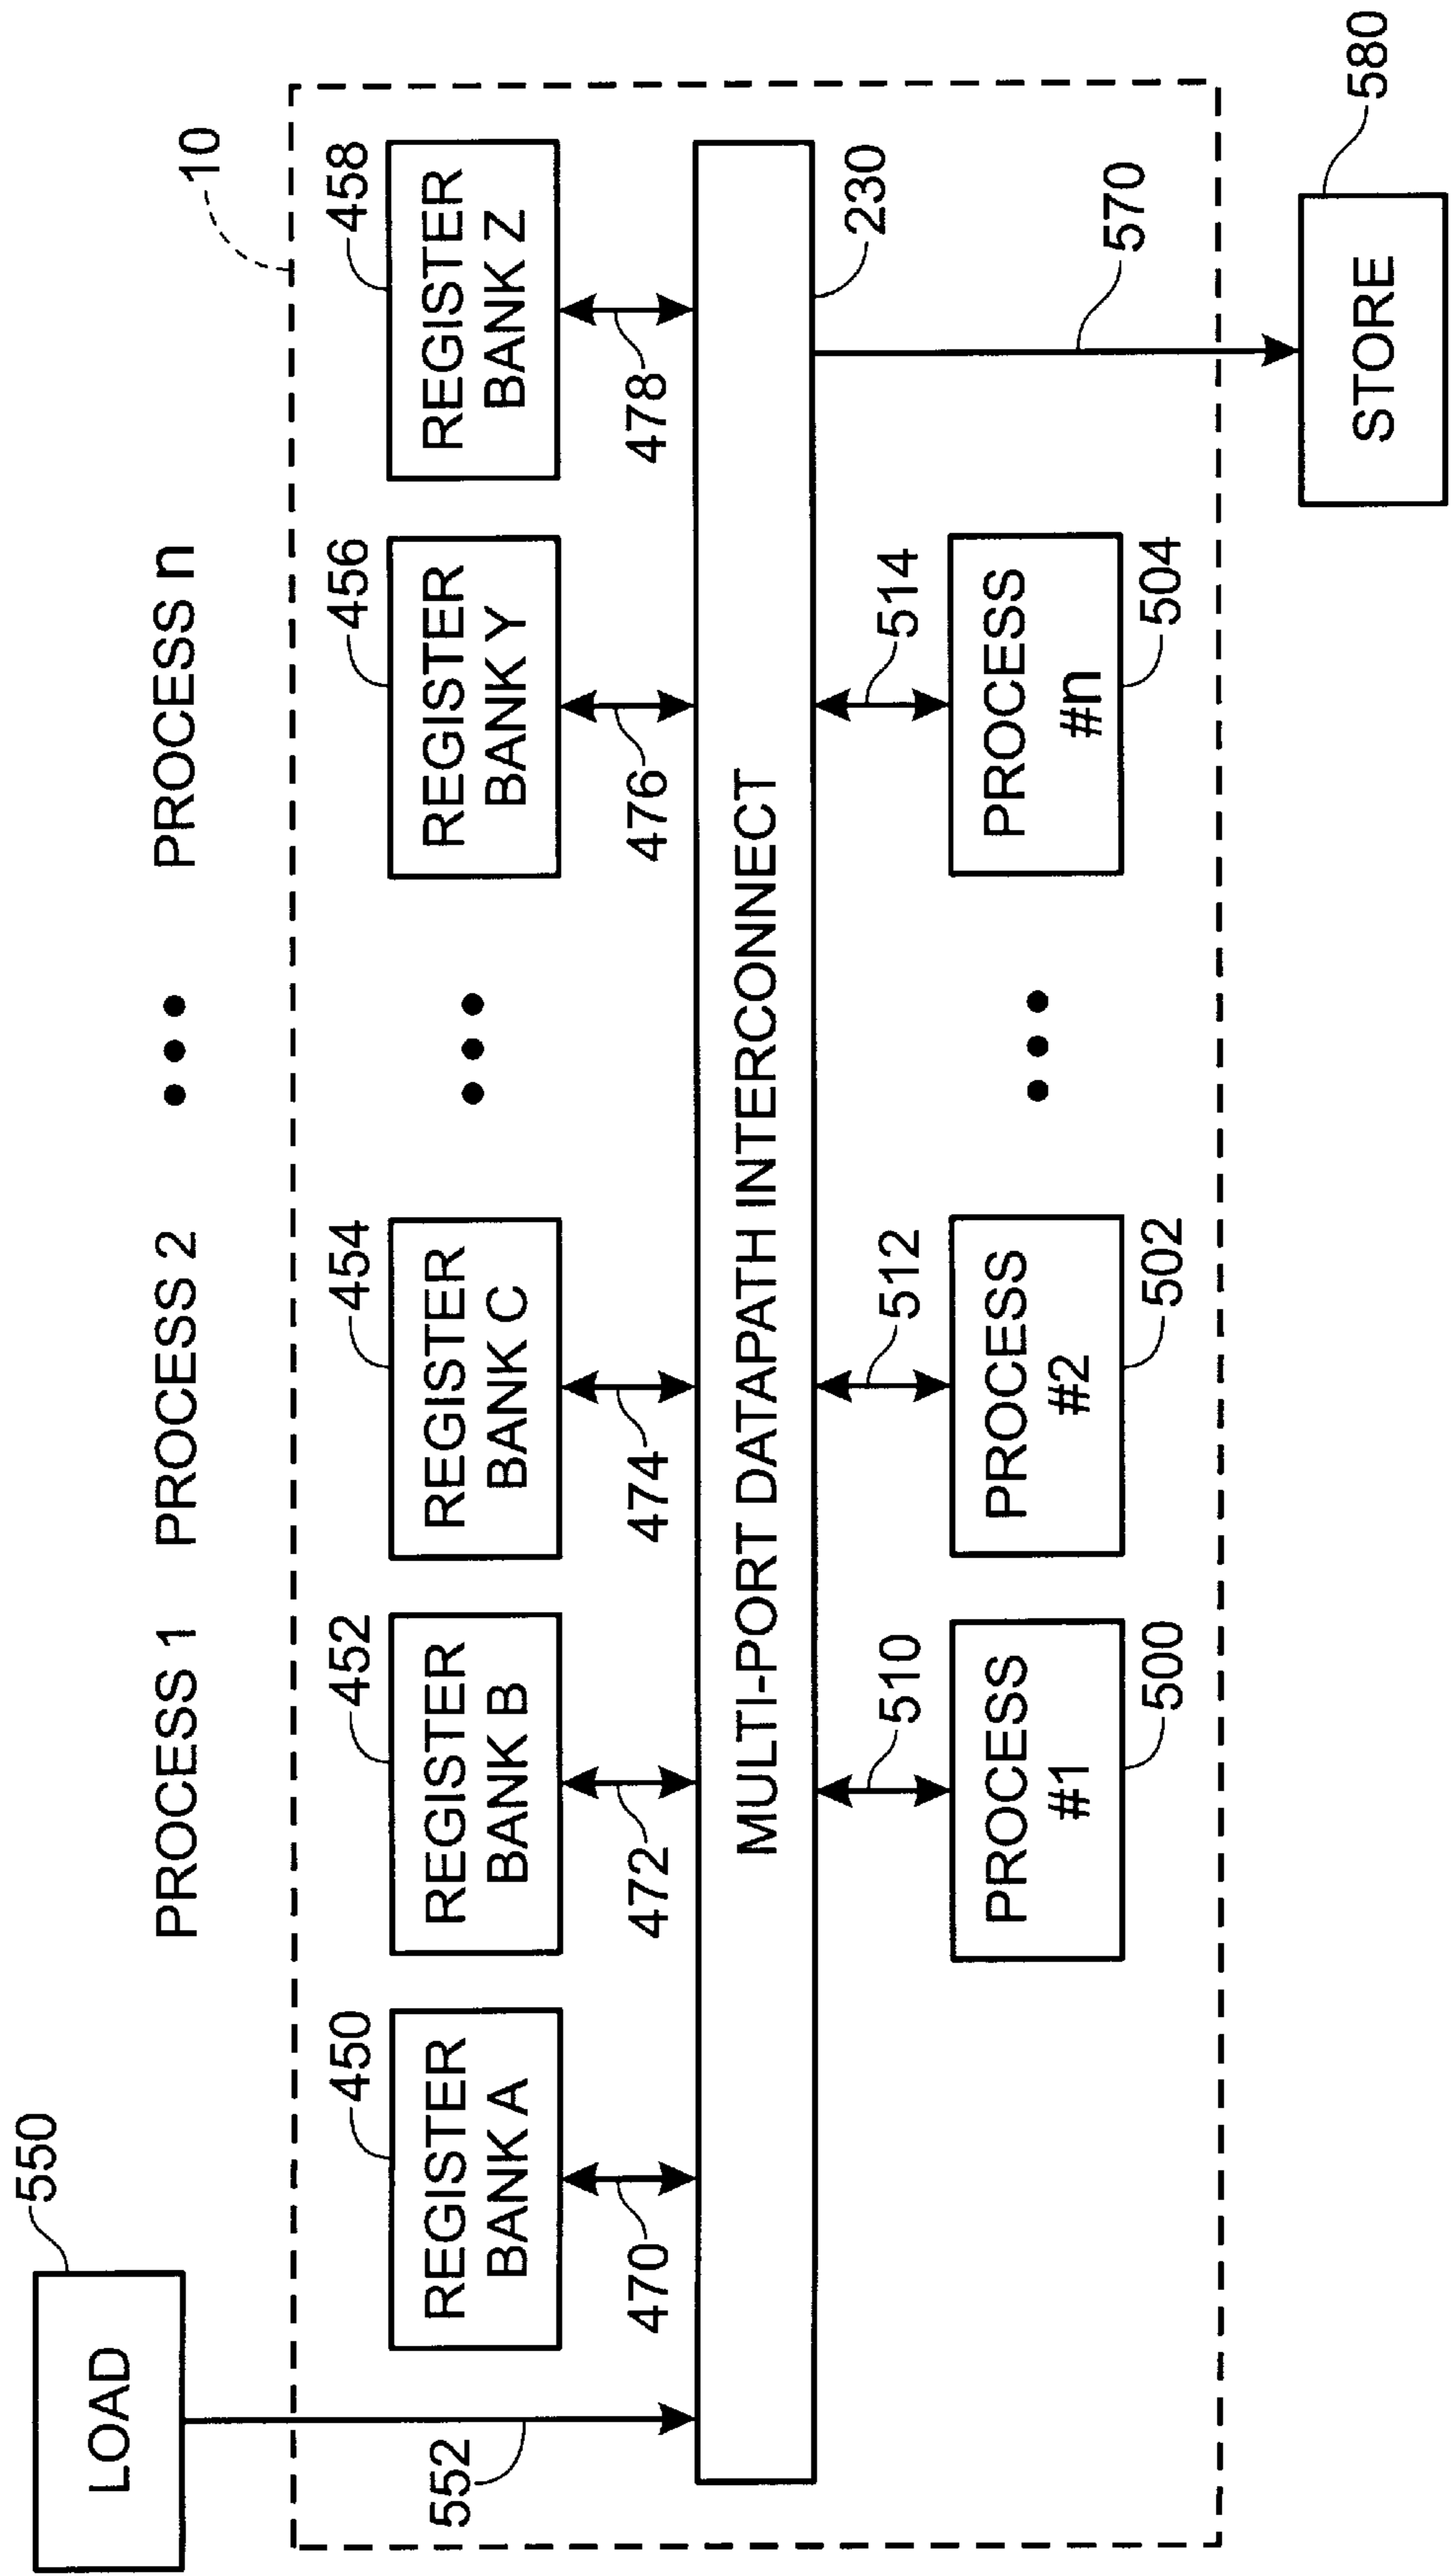 550
LOAD
552
10
PROCESS 1
PROCESS 2
PROCESS n
450
REGISTER
BANK A
452
REGISTER
BANK B
454
REGISTER
BANK C
456
REGISTER
BANK Y
458
REGISTER
BANK Z
470
472
474
476
478
MULTI-PORT DATAPATH INTERCONNECT
230
510
512
514
570
PROCESS
#1
500
PROCESS
#2
502
PROCESS
#n
504
STORE
580